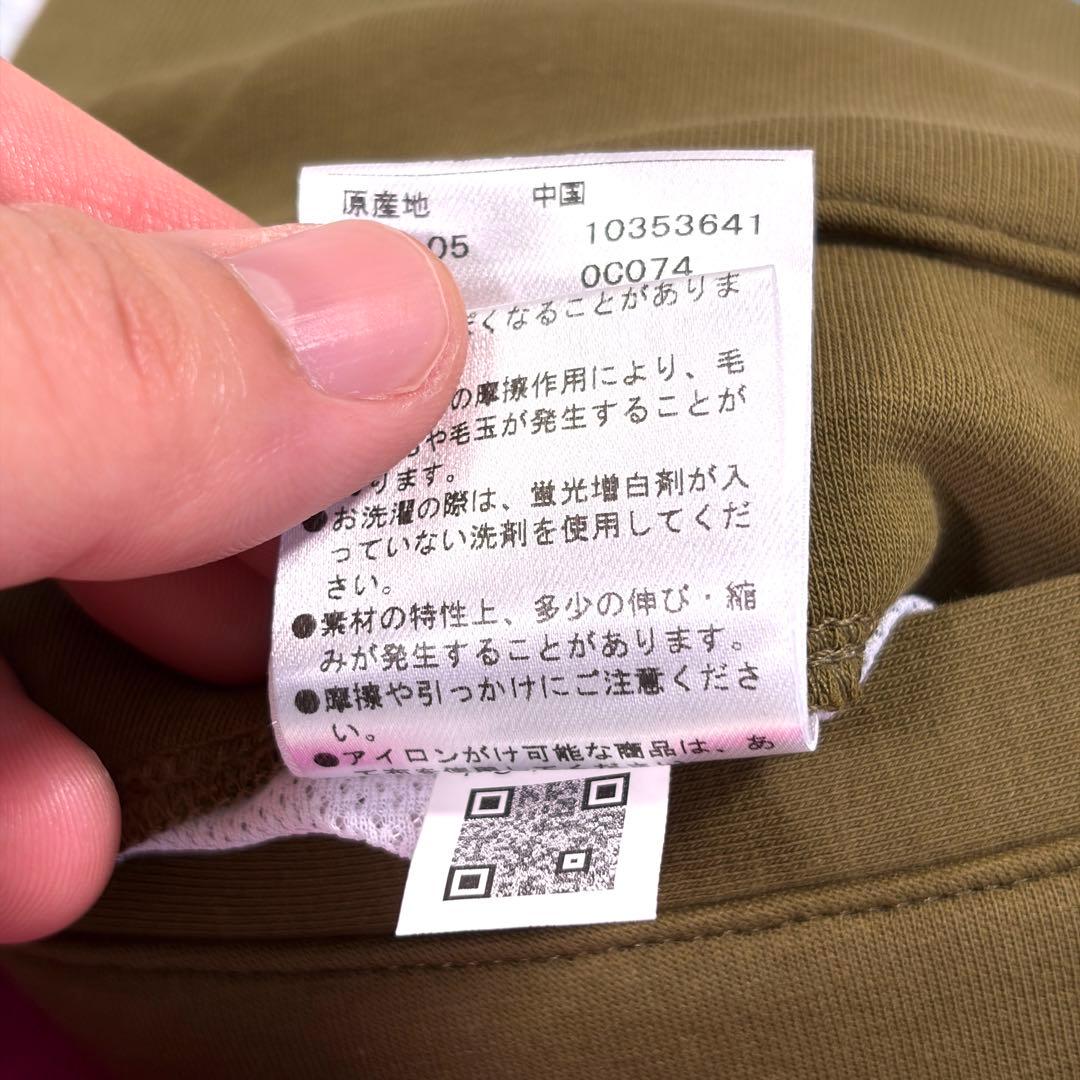 原産地 中国
05 10353641
0C074
くなることがありま
の摩擦作用により、毛
や毛玉が発生することが
ります。
●お洗濯の際は、蛍光増白剤が入
っていない洗剤を使用してくだ
さい。
●素材の特性上、多少の伸び・縮
みが発生することがあります。
●摩擦や引っかけにご注意くださ
い。
●アイロンがけ可能な商品は、あ